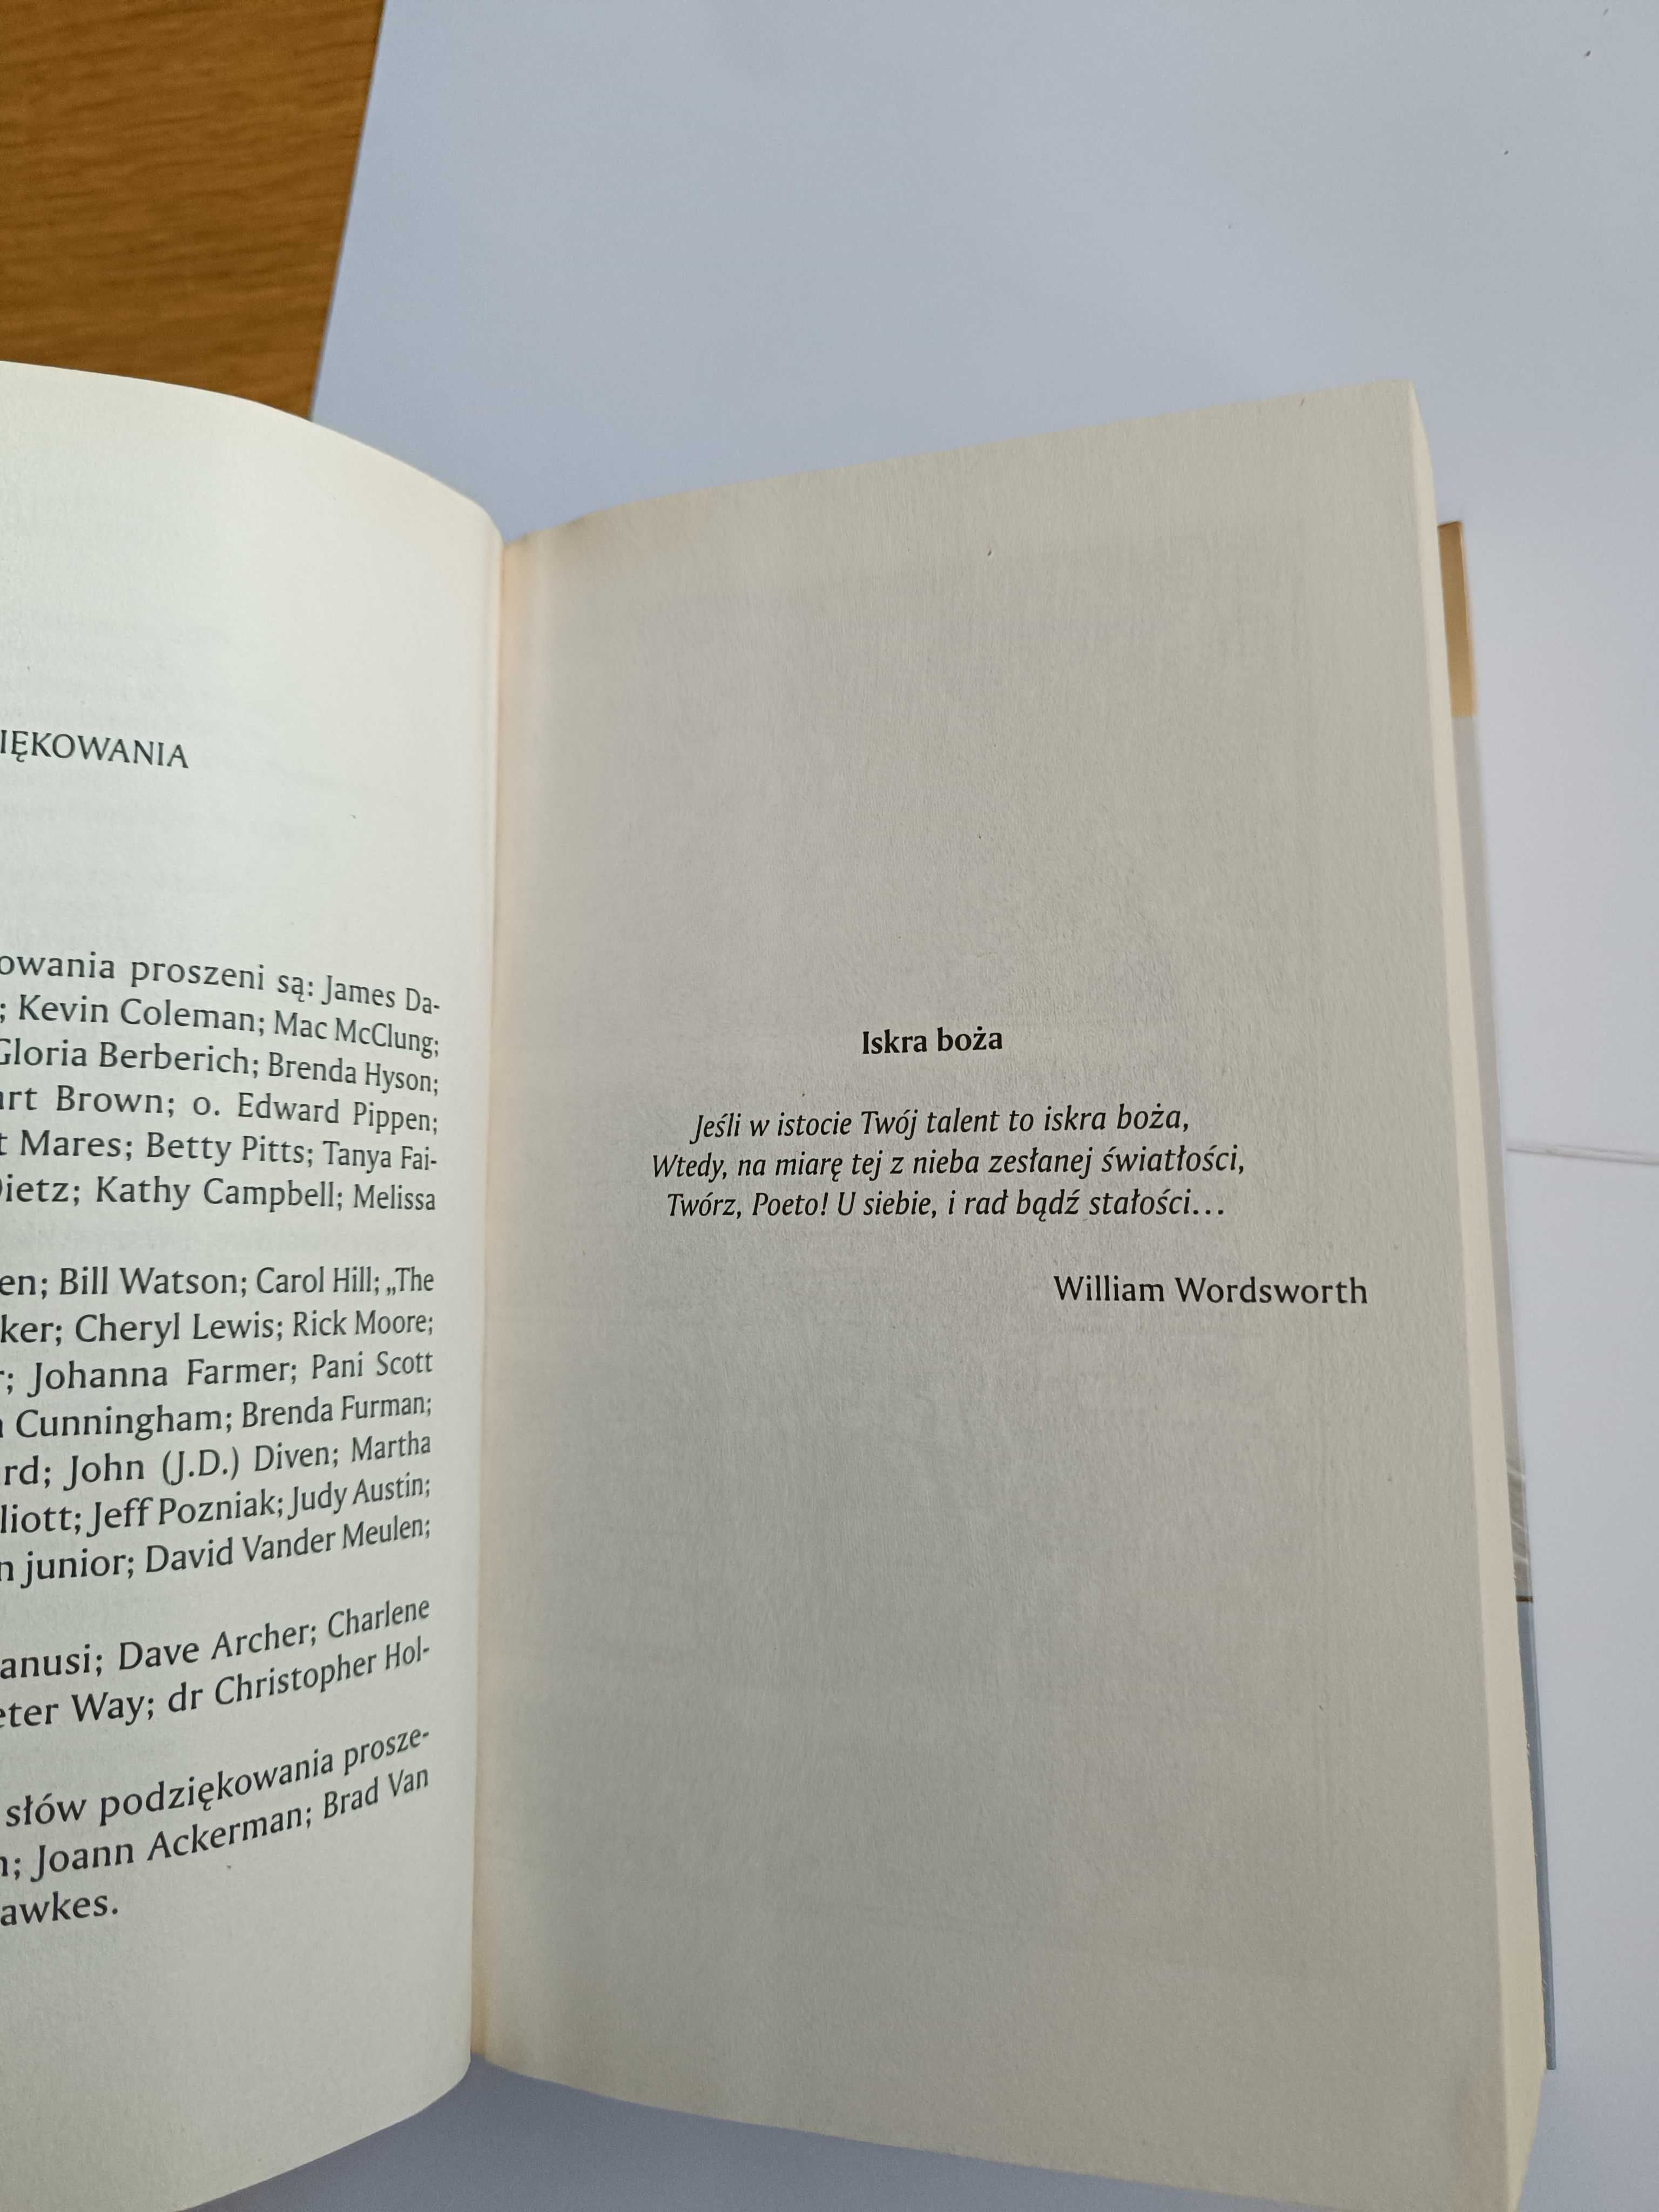 IĘKOWANIA
owania proszeni są: James Da-
; Kevin Coleman; Mac McClung;
Gloria Berberich; Brenda Hyson;
art Brown; o. Edward Pippen;
t Mares; Betty Pitts; Tanya Fai-
Dietz; Kathy Campbell; Melissa
en; Bill Watson; Carol Hill; „The
ker; Cheryl Lewis; Rick Moore;
r; Johanna Farmer; Pani Scott
Cunningham; Brenda Furman;
rd; John (J.D.) Diven; Martha
lliott; Jeff Pozniak; Judy Austin;
n junior; David Vander Meulen;
anusi; Dave Archer; Charlene
eter Way; dr Christopher Hol-
słów podziękowania prosze-
n; Joann Ackerman; Brad Van
awkes.
Iskra boża
Jeśli w istocie Twój talent to iskra boża,
Wtedy, na miarę tej z nieba zesłanej światłości,
Twórz, Poeto! U siebie, i rad bądź stałości…
William Wordsworth